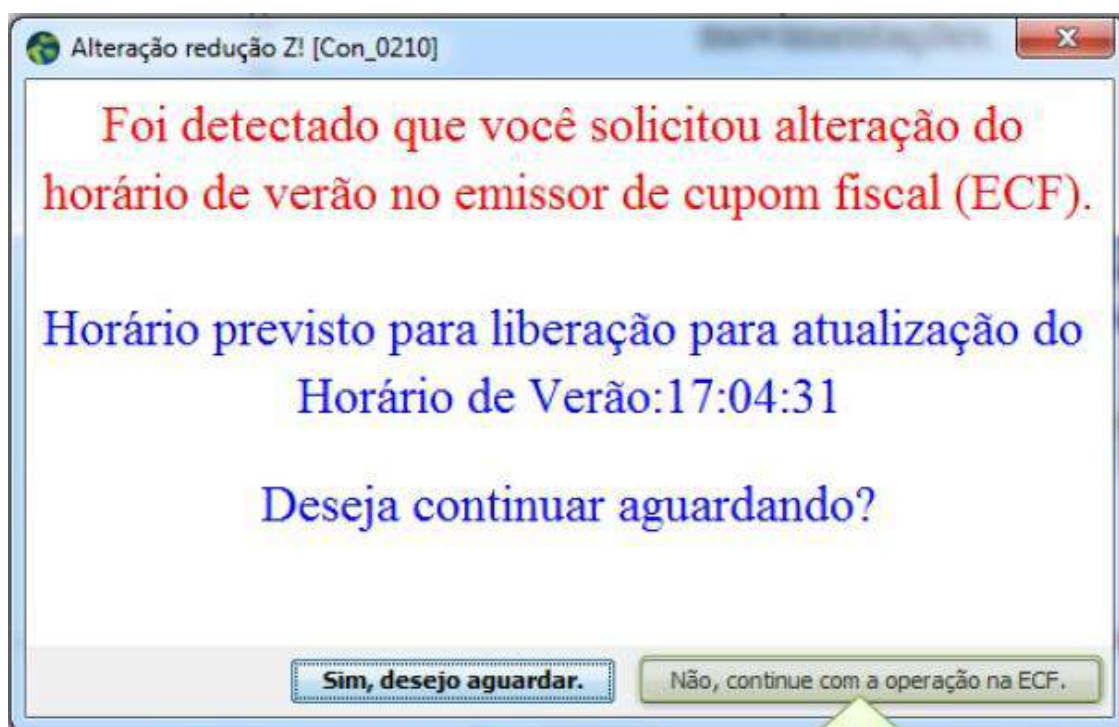 Alteração redução Z! [Con_0210]
Foi detectado que você solicitou alteração do
horário de verão no emissor de cupom fiscal (ECF).
Horário previsto para liberação para atualização do
Horário de Verão:17:04:31
Deseja continuar aguardando?
Sim, desejo aguardar.
Não, continue com a operação na ECF.